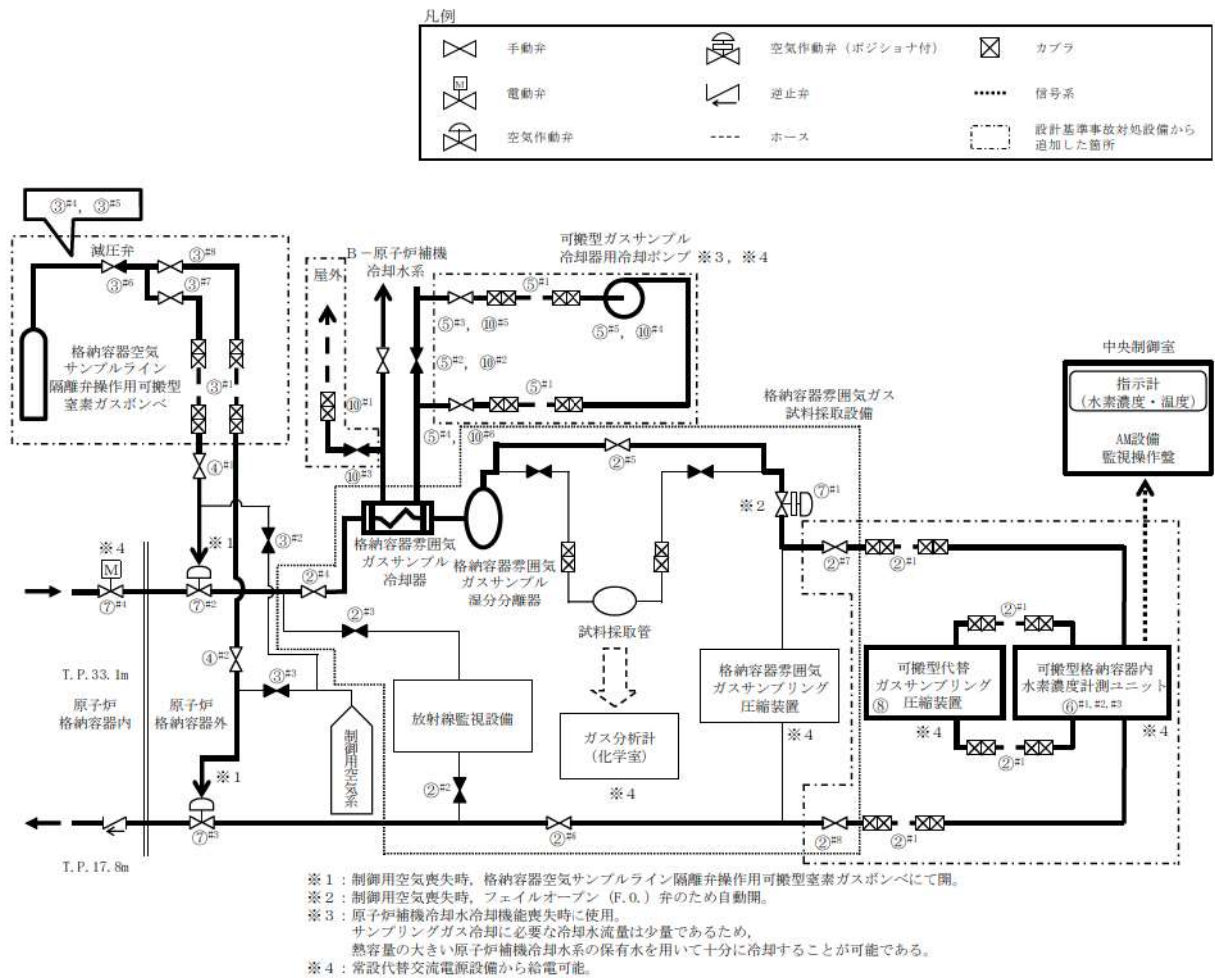 凡例
手動弁
空気作動弁（ポジショナ付）
カプラ
M
電動弁
逆止弁
信号系
空気作動弁
ホース
設計基準事故対処設備から
追加した箇所
③#4, ③#5
減圧弁
③#8
③#6
③#7
格納容器空気
サンプルライン
隔離弁操作用可搬型
窒素ガスボンベ
③#1
屋外
B－原子炉補機
冷却水系
可搬型ガスサンプル
冷却器用冷却ポンプ ※3, ※4
⑤#1
⑤#3, ⑩#5
⑤#5, ⑩#4
⑤#2, ⑩#2
⑤#1
⑤#4, ⑩#6
⑩#1
⑩#3
格納容器雰囲気ガス
試料採取設備
中央制御室
指示計
（水素濃度・温度）
AM設備
監視操作盤
④#1
※1
③#2
②#5
※2
⑦#1
格納容器雰囲気
ガスサンプル
冷却器
格納容器雰囲気
ガスサンプル
湿分分離器
※4
M
⑦#4
⑦#2
②#4
②#3
②#7
②#1
②#1
試料採取管
T.P.33.1m
④#2
③#3
原子炉
格納容器内
原子炉
格納容器外
制御用空気系
放射線監視設備
ガス分析計
(化学室)
※4
格納容器雰囲気
ガスサンプリング
圧縮装置
※4
可搬型代替
ガスサンプリング
圧縮装置
⑧
※4
可搬型格納容器内
水素濃度計測ユニット
⑥#1,#2,#3
※4
②#1
※1
②#2
⑦#3
②#6
②#8
②#1
T.P.17.8m
※1：制御用空気喪失時，格納容器空気サンプルライン隔離弁操作用可搬型窒素ガスボンベにて開。
※2：制御用空気喪失時，フェイルオープン（F.O.）弁のため自動開。
※3：原子炉補機冷却水冷却機能喪失時に使用。
サンプリングガス冷却に必要な冷却水流量は少量であるため，
熱容量の大きい原子炉補機冷却水系の保有水を用いて十分に冷却することが可能である。
※4：常設代替交流電源設備から給電可能。